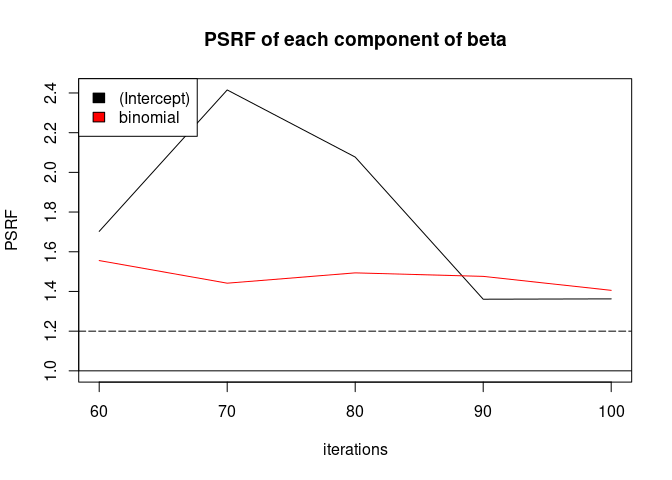 PSRF of each component of beta
(Intercept)
binomial
PSRF
2.4
2.2
2.0
1.8
1.6
1.4
1.2
1.0
60 70 80 90 100
iterations